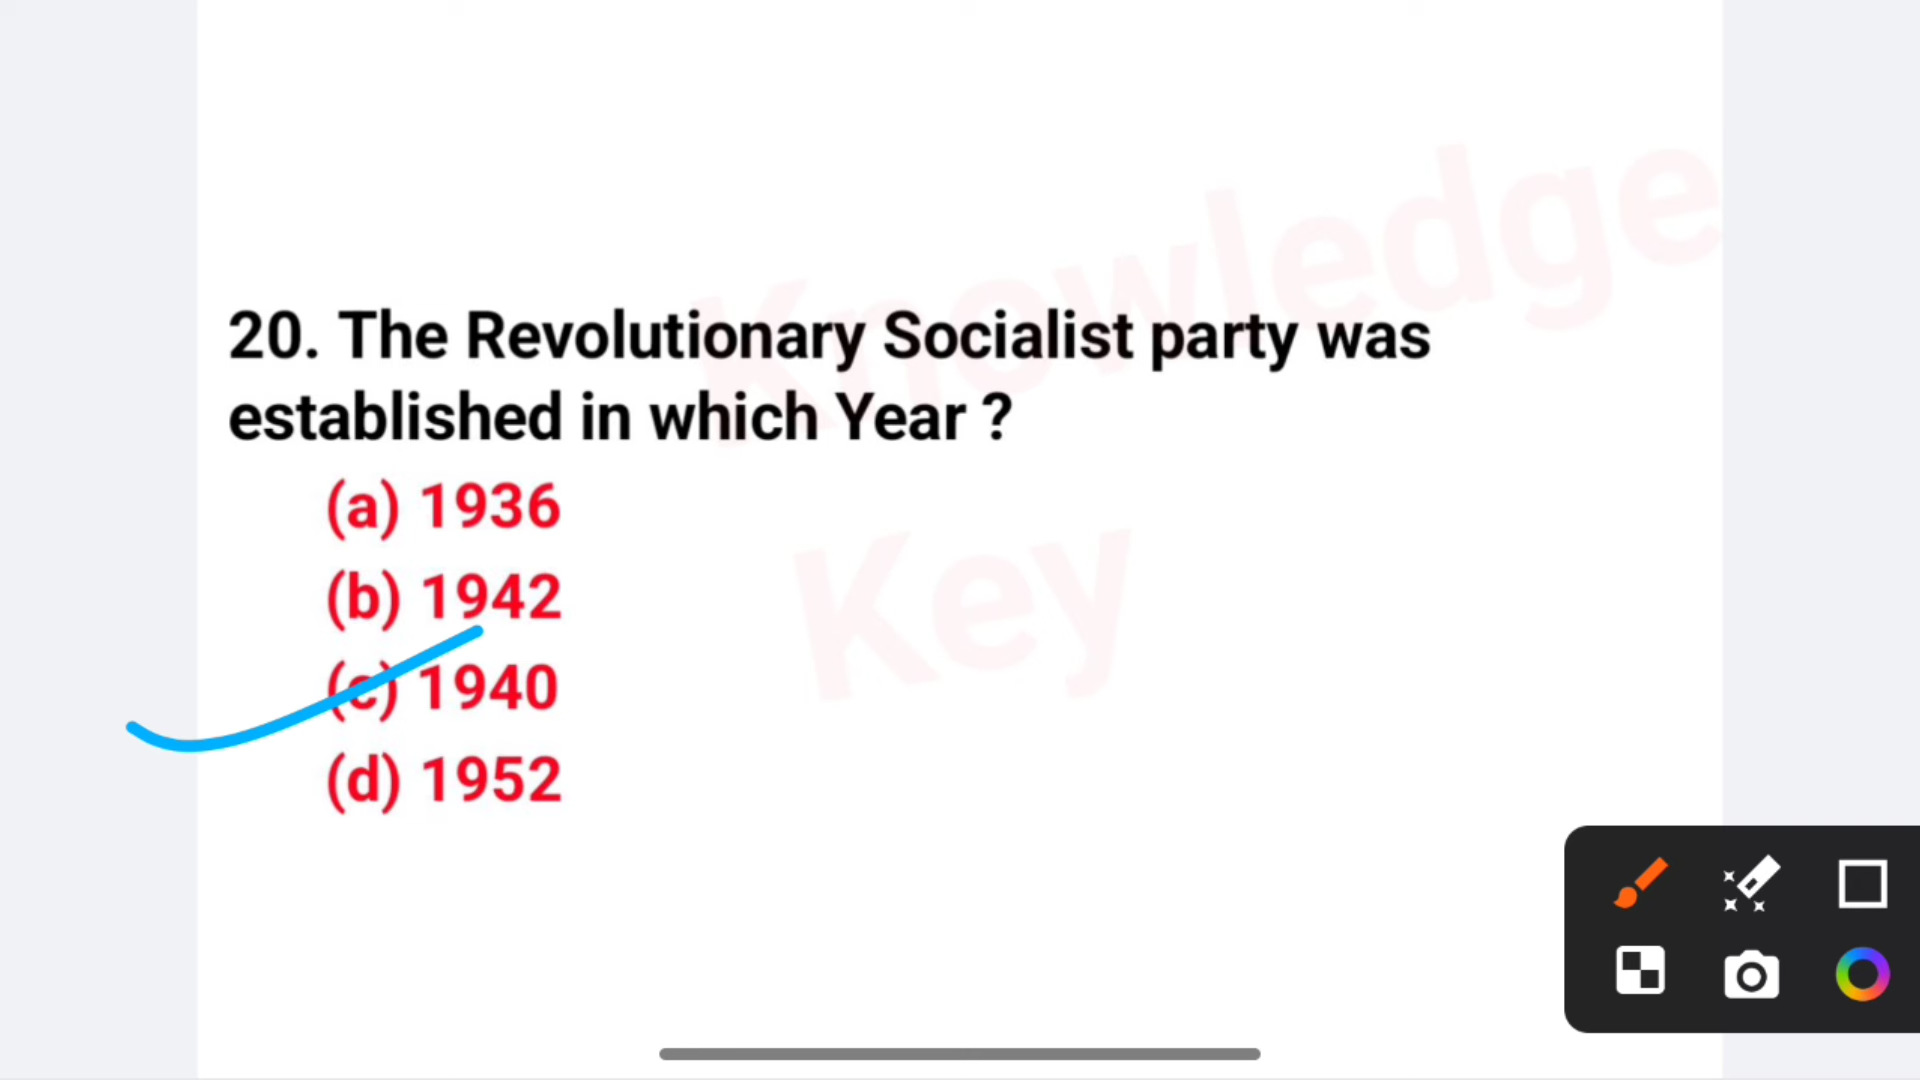 Knowledge
Key
20. The Revolutionary Socialist party was
established in which Year ?
(a) 1936
(b) 1942
(c) 1940
(d) 1952